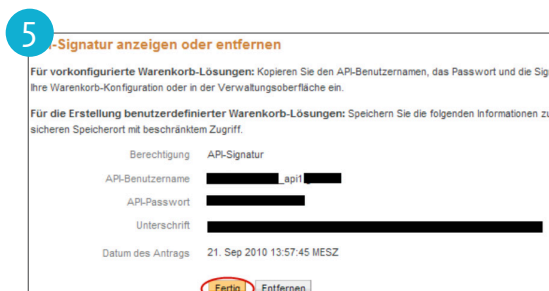 5
-Signatur anzeigen oder entfernen
Für vorkonfigurierte Warenkorb-Lösungen: Kopieren Sie den API-Benutzernamen, das Passwort und die
Ihre Warenkorb-Konfiguration oder in der Verwaltungsoberfläche ein.
Für die Erstellung benutzerdefinierter Warenkorb-Lösungen: Speichern Sie die folgenden Informationen
sicheren Speicherort mit beschränktem Zugriff.
Berechtigung API-Signatur
API-Benutzername _api1
API-Passwort
Unterschrift
Datum des Antrags 21. Sep 2010 13:57:45 MESZ
Fertig Entfernen